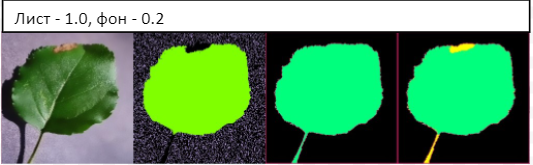 Лист - 1.0, фон - 0.2